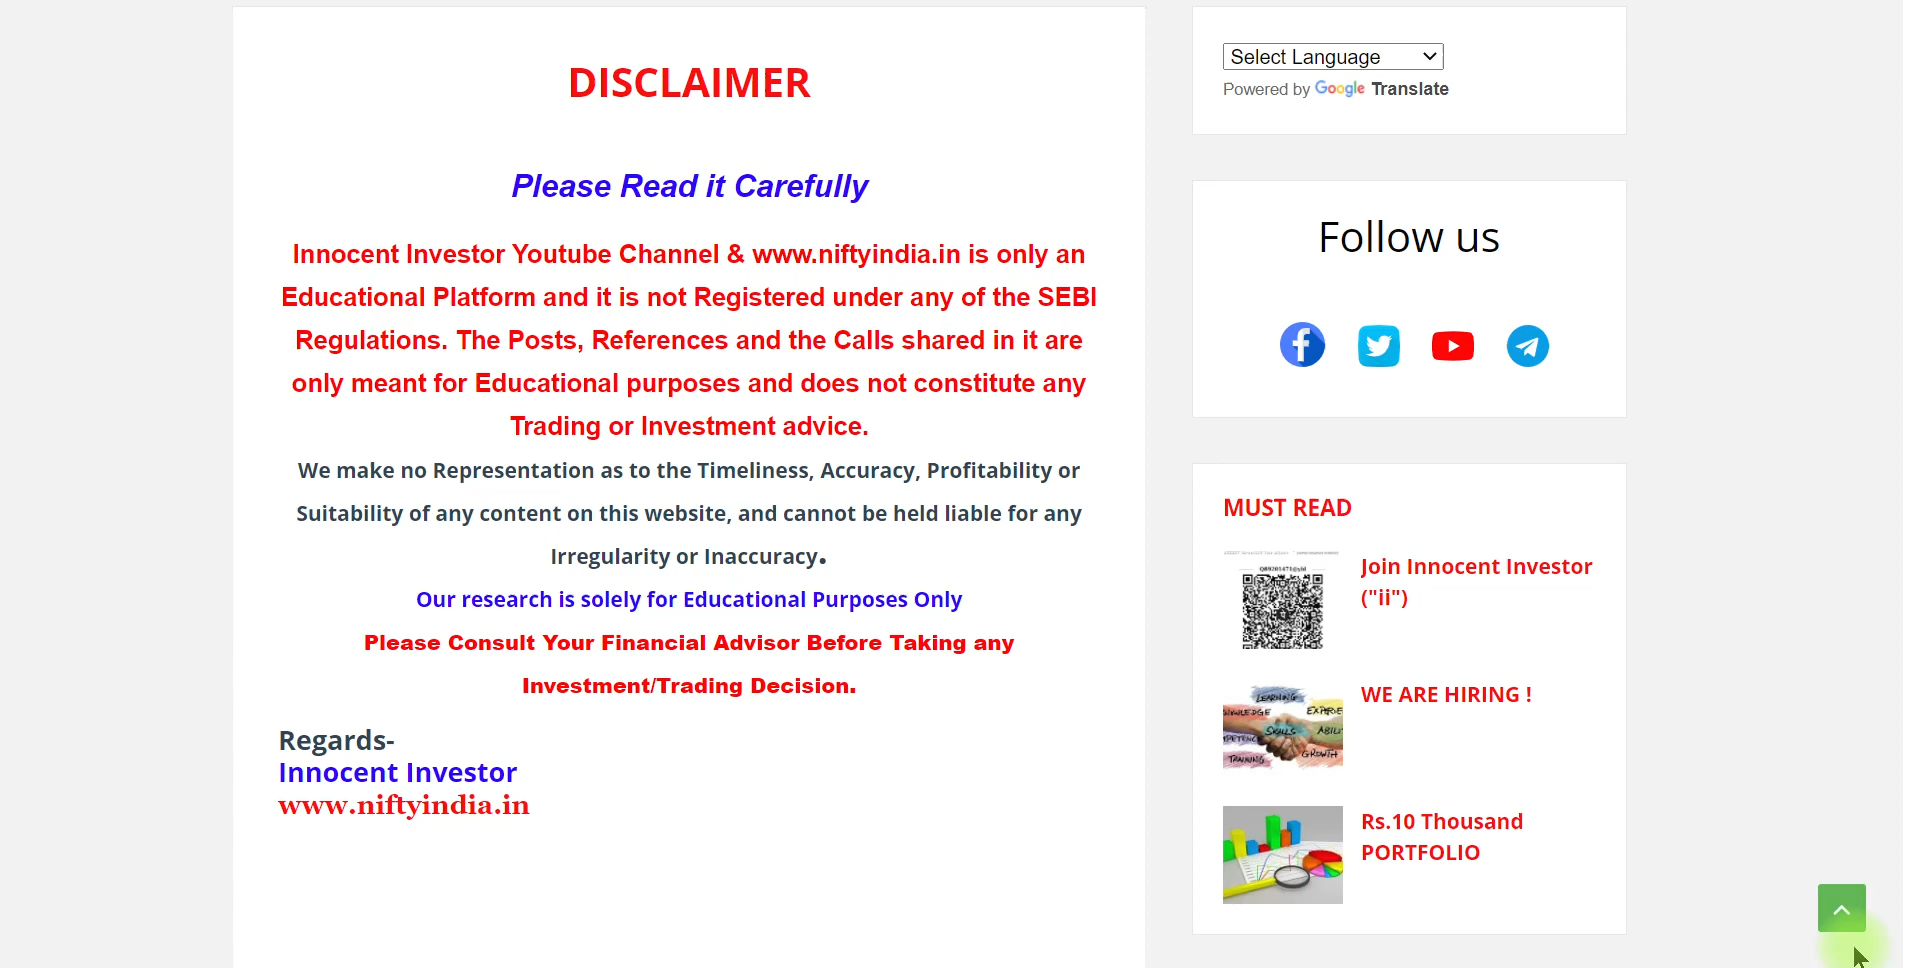 DISCLAIMER
Please Read it Carefully
Innocent Investor Youtube Channel & www.niftyindia.in is only an
Educational Platform and it is not Registered under any of the SEBI
Regulations. The Posts, References and the Calls shared in it are
only meant for Educational purposes and does not constitute any
Trading or Investment advice.
We make no Representation as to the Timeliness, Accuracy, Profitability or
Suitability of any content on this website, and cannot be held liable for any
Irregularity or Inaccuracy.
Our research is solely for Educational Purposes Only
Please Consult Your Financial Advisor Before Taking any
Investment/Trading Decision.
Regards-
Innocent Investor
www.niftyindia.in
Select Language
Powered by Google Translate
Follow us
MUST READ
Join Innocent Investor
("ii")
WE ARE HIRING !
LEARNING
SKILLS
GROWTH
TRAINING
Rs.10 Thousand
PORTFOLIO